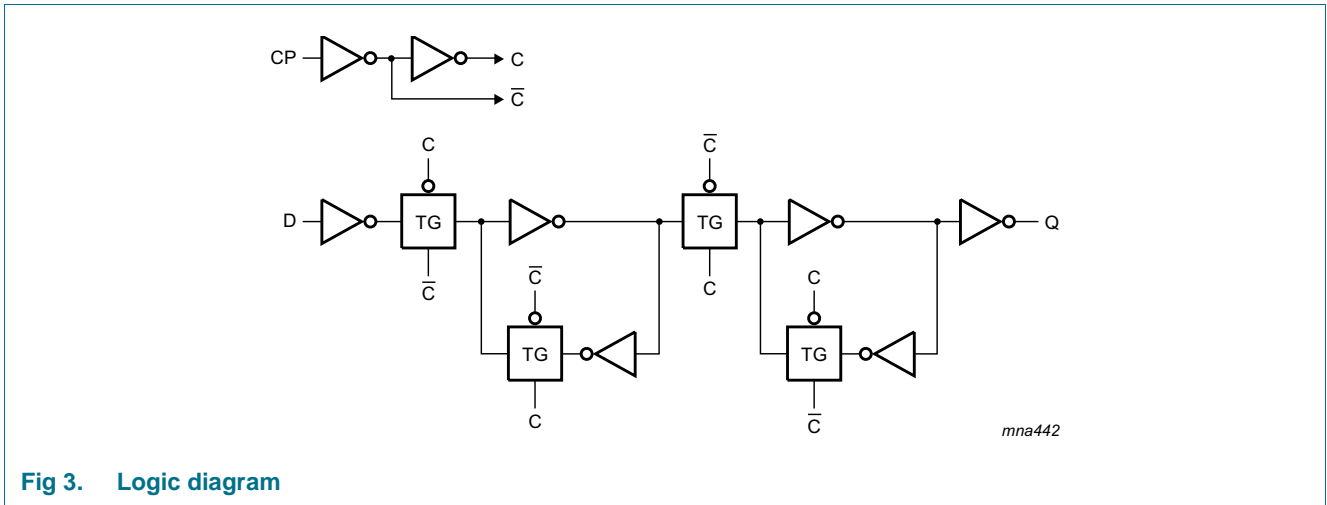 CP
C
C̅
C
C̅
D
TG
TG
Q
C̅
C̅
C
C
TG
TG
C
C̅
mna442
Fig 3. Logic diagram